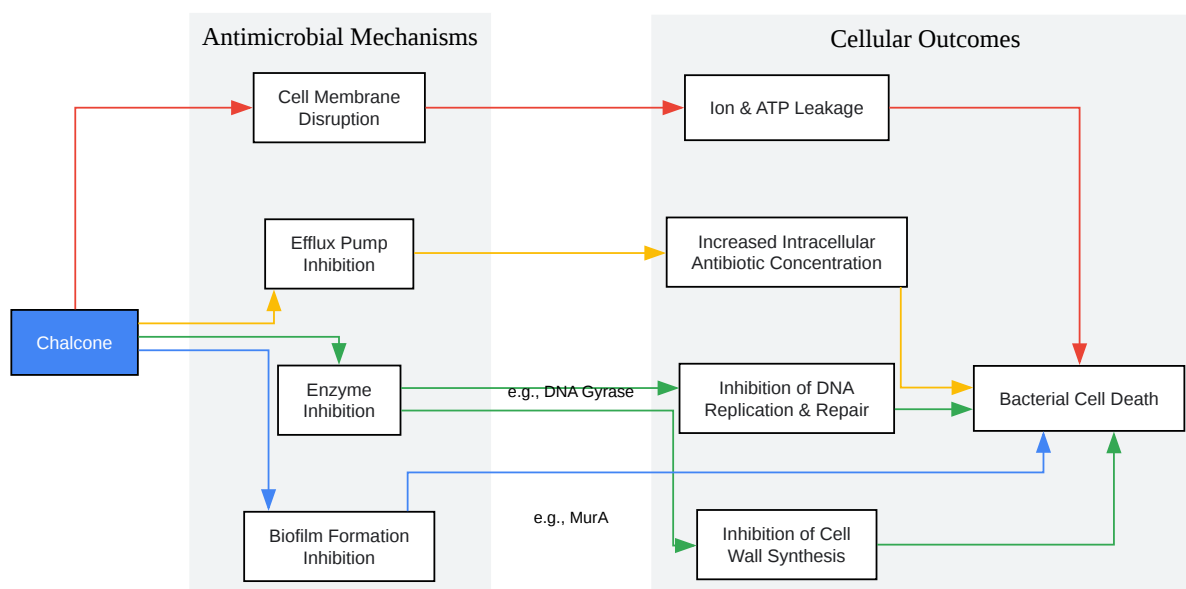 Antimicrobial Mechanisms
Cellular Outcomes
Cell Membrane
Disruption
Ion & ATP Leakage
Efflux Pump
Inhibition
Increased Intracellular
Antibiotic Concentration
Chalcone
Enzyme
Inhibition
e.g., DNA Gyrase
Inhibition of DNA
Replication & Repair
Bacterial Cell Death
Biofilm Formation
Inhibition
e.g., MurA
Inhibition of Cell
Wall Synthesis